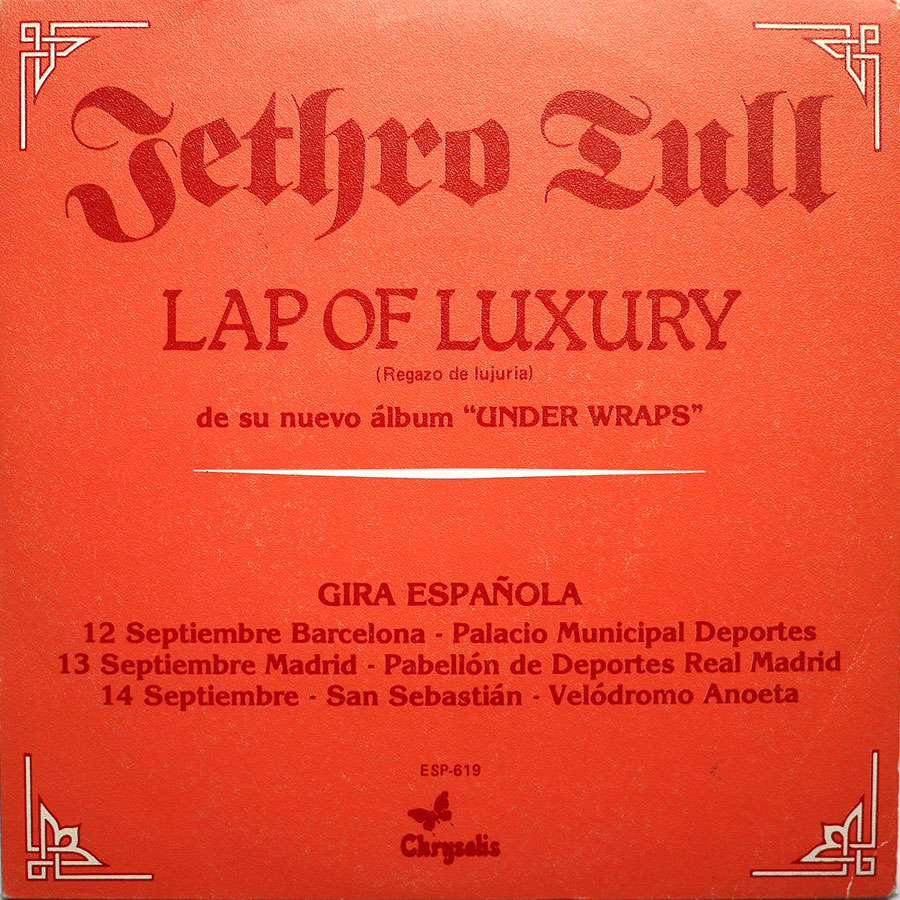 Jethro Tull
LAP OF LUXURY
(Regazo de lujuria)
de su nuevo álbum “UNDER WRAPS”
GIRA ESPAÑOLA
12 Septiembre Barcelona - Palacio Municipal Deportes
13 Septiembre Madrid - Pabellón de Deportes Real Madrid
14 Septiembre - San Sebastián - Velódromo Anoeta
ESP-619
Chrysalis